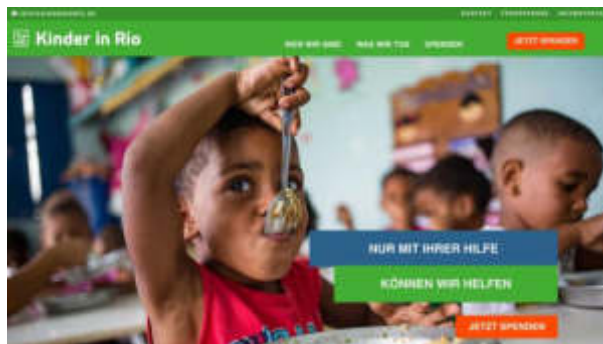 Kinder in Rio
WER WIR SIND WAS WIR TUN SPENDEN
JETZT SPENDEN
NUR MIT IHRER HILFE
KÖNNEN WIR HELFEN
JETZT SPENDEN